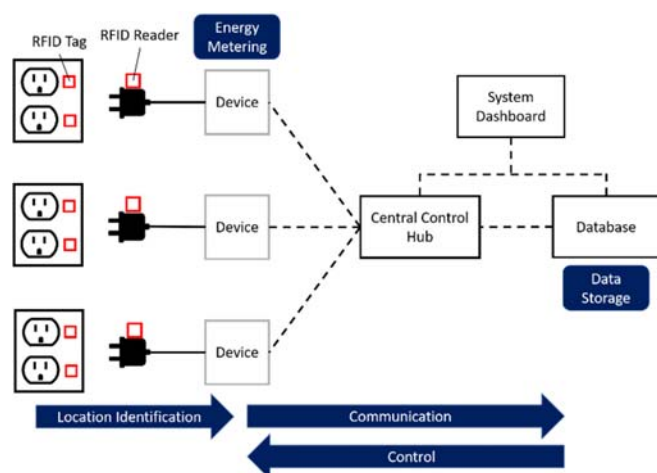 RFID Tag
RFID Reader
Energy
Metering
Device
System
Dashboard
Device
Central Control
Hub
Database
Data
Storage
Device
Location Identification
Communication
Control